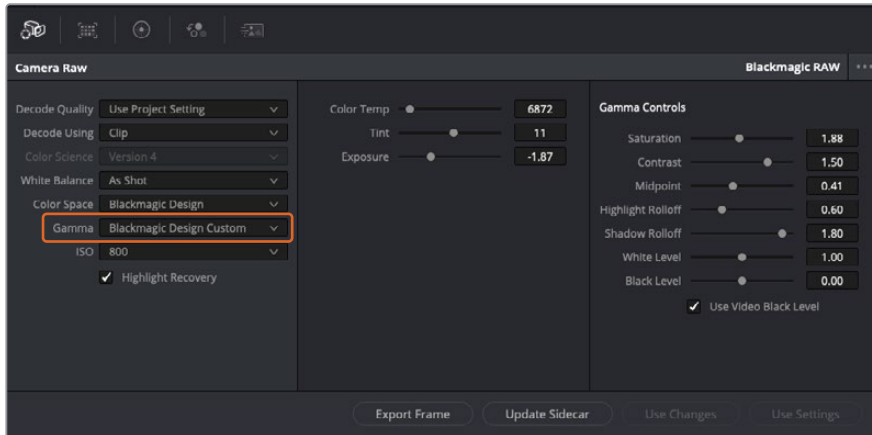 Camera Raw
Blackmagic RAW
Decode Quality Use Project Setting
Decode Using Clip
Color Science Version 4
White Balance As Shot
Color Space Blackmagic Design
Gamma Blackmagic Design Custom
ISO 800
Highlight Recovery
Color Temp 6872
Tint 11
Exposure -1.87
Gamma Controls
Saturation 1.88
Contrast 1.50
Midpoint 0.41
Highlight Rolloff 0.60
Shadow Rolloff 1.80
White Level 1.00
Black Level 0.00
Use Video Black Level
Export Frame Update Sidecar Use Changes Use Settings